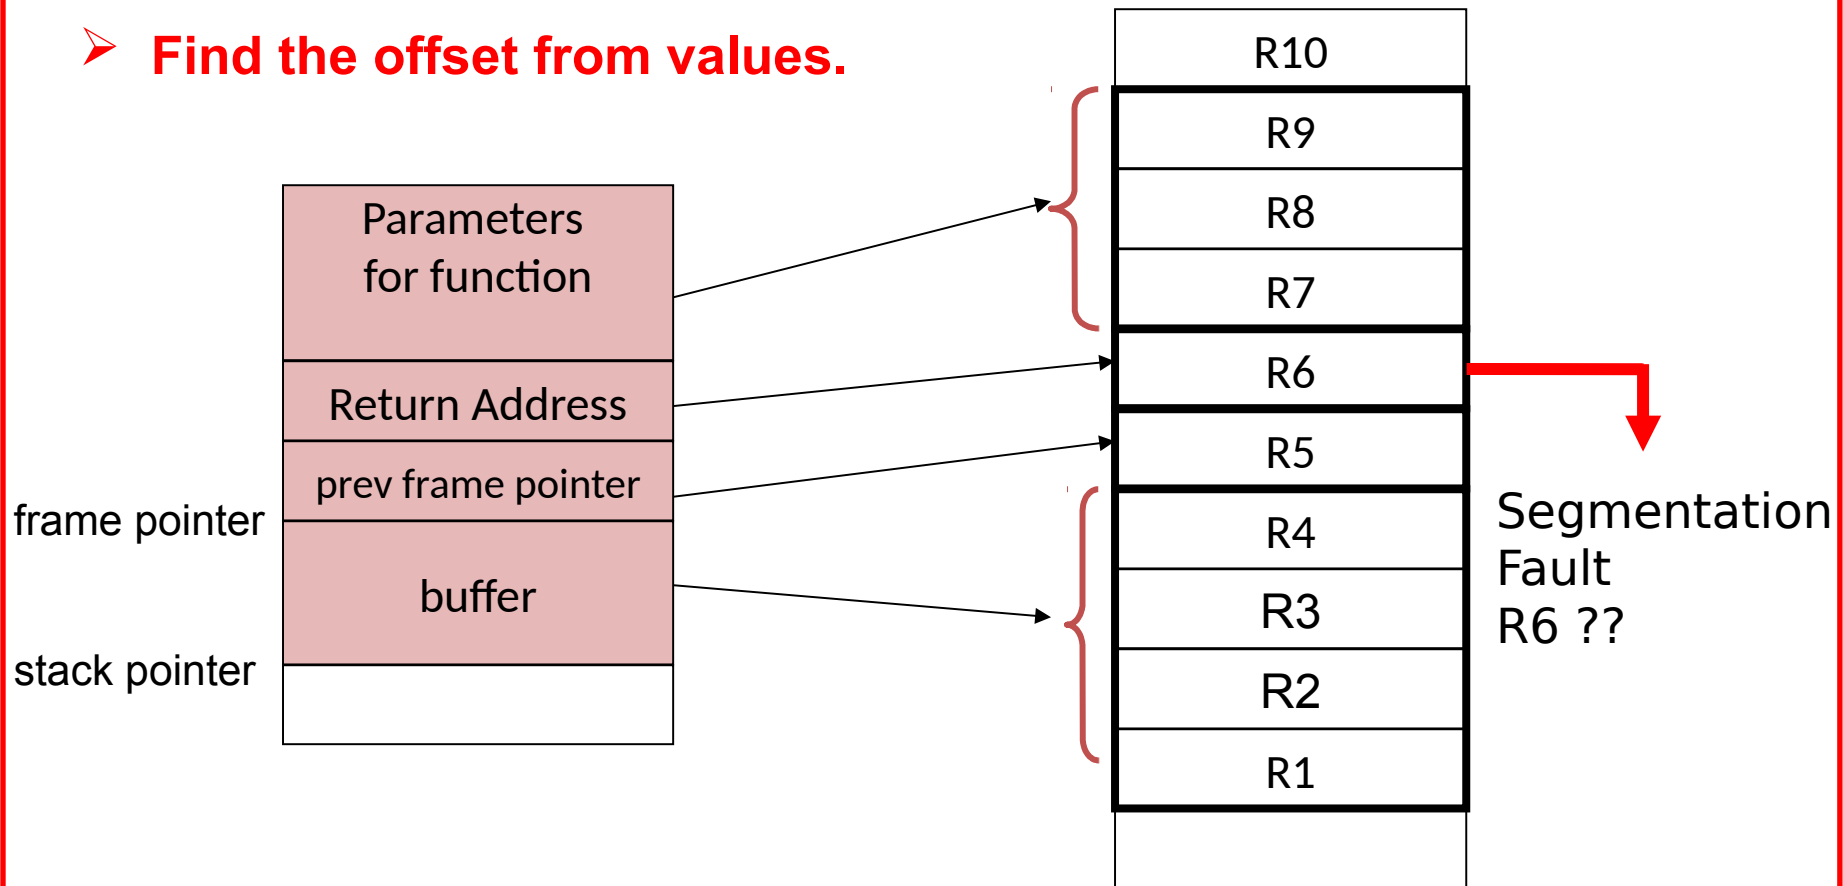 Find the offset from values.
Parameters
for function
Return Address
prev frame pointer
frame pointer
buffer
stack pointer
R10
R9
R8
R7
R6
R5
R4
R3
R2
R1
Segmentation
Fault
R6 ??